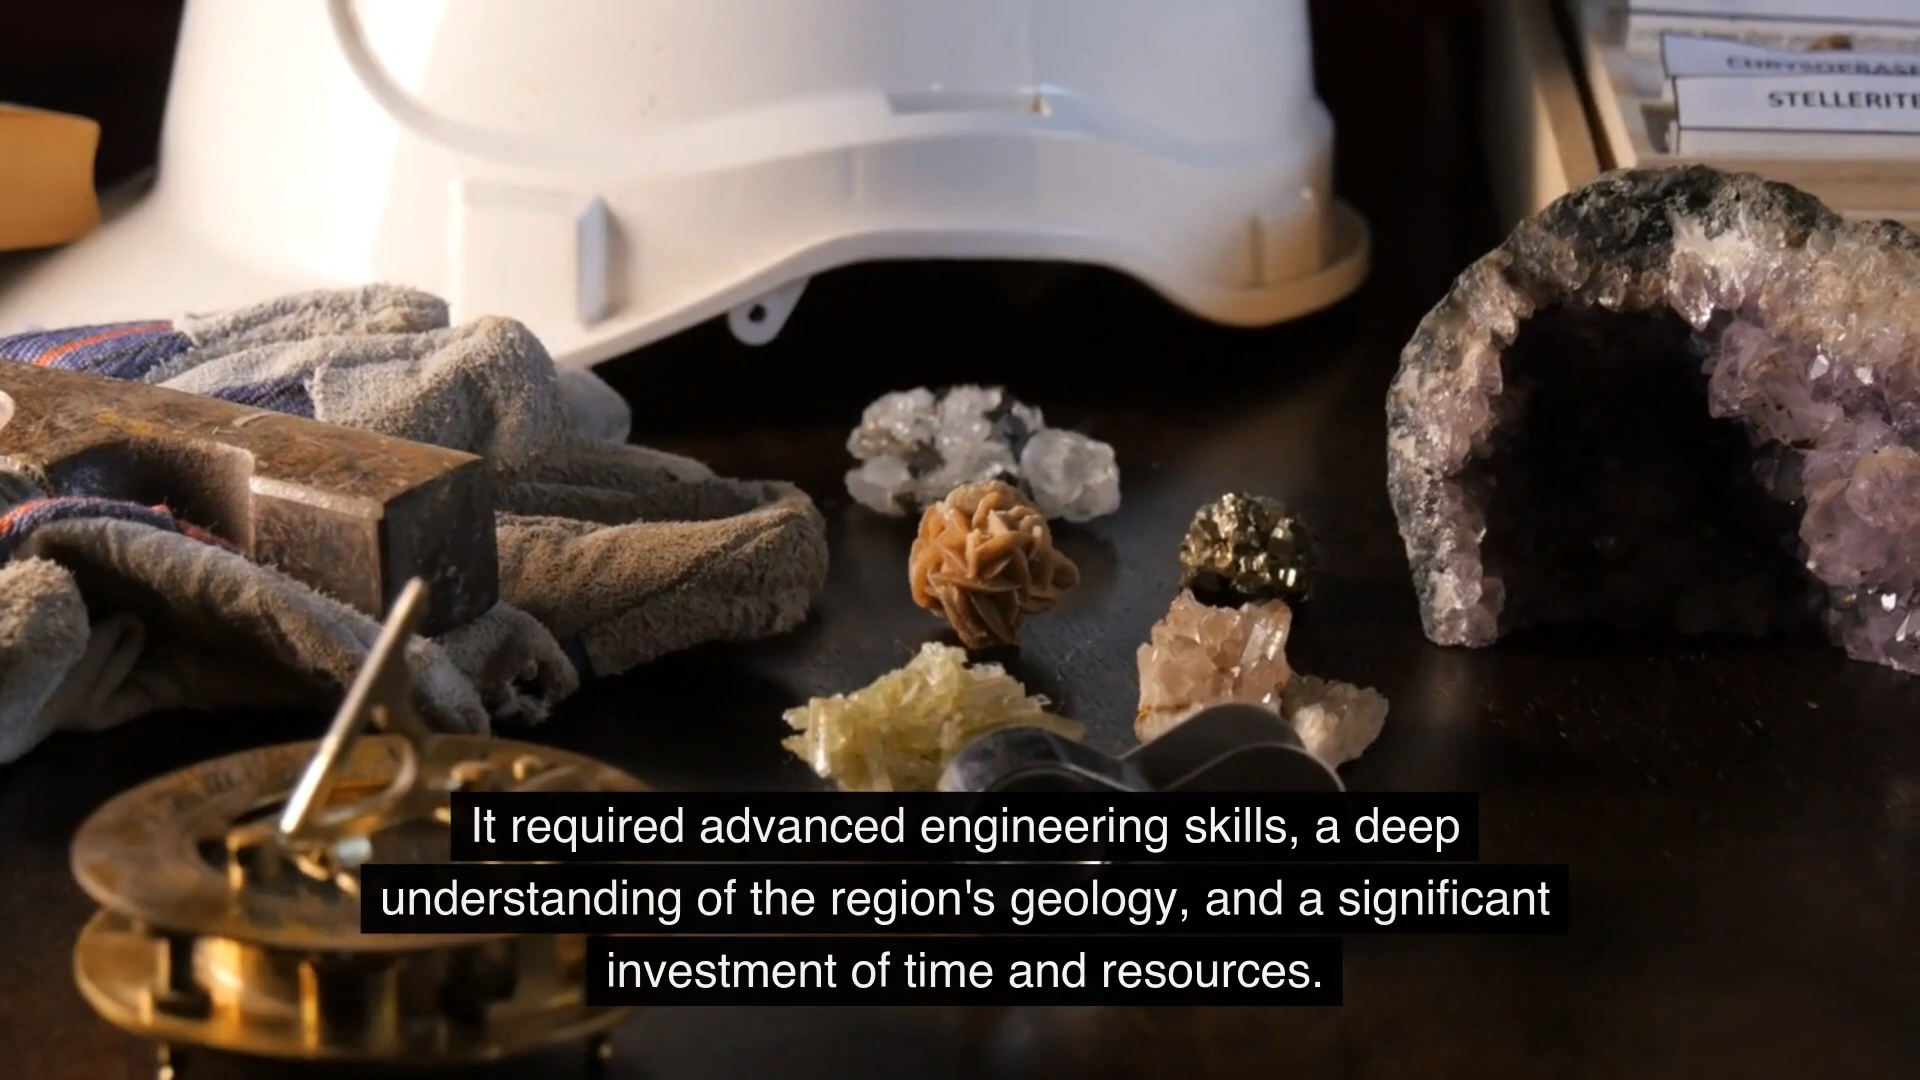 CHRYSOPRASE
STELLERITE
It required advanced engineering skills, a deep
understanding of the region's geology, and a significant
investment of time and resources.